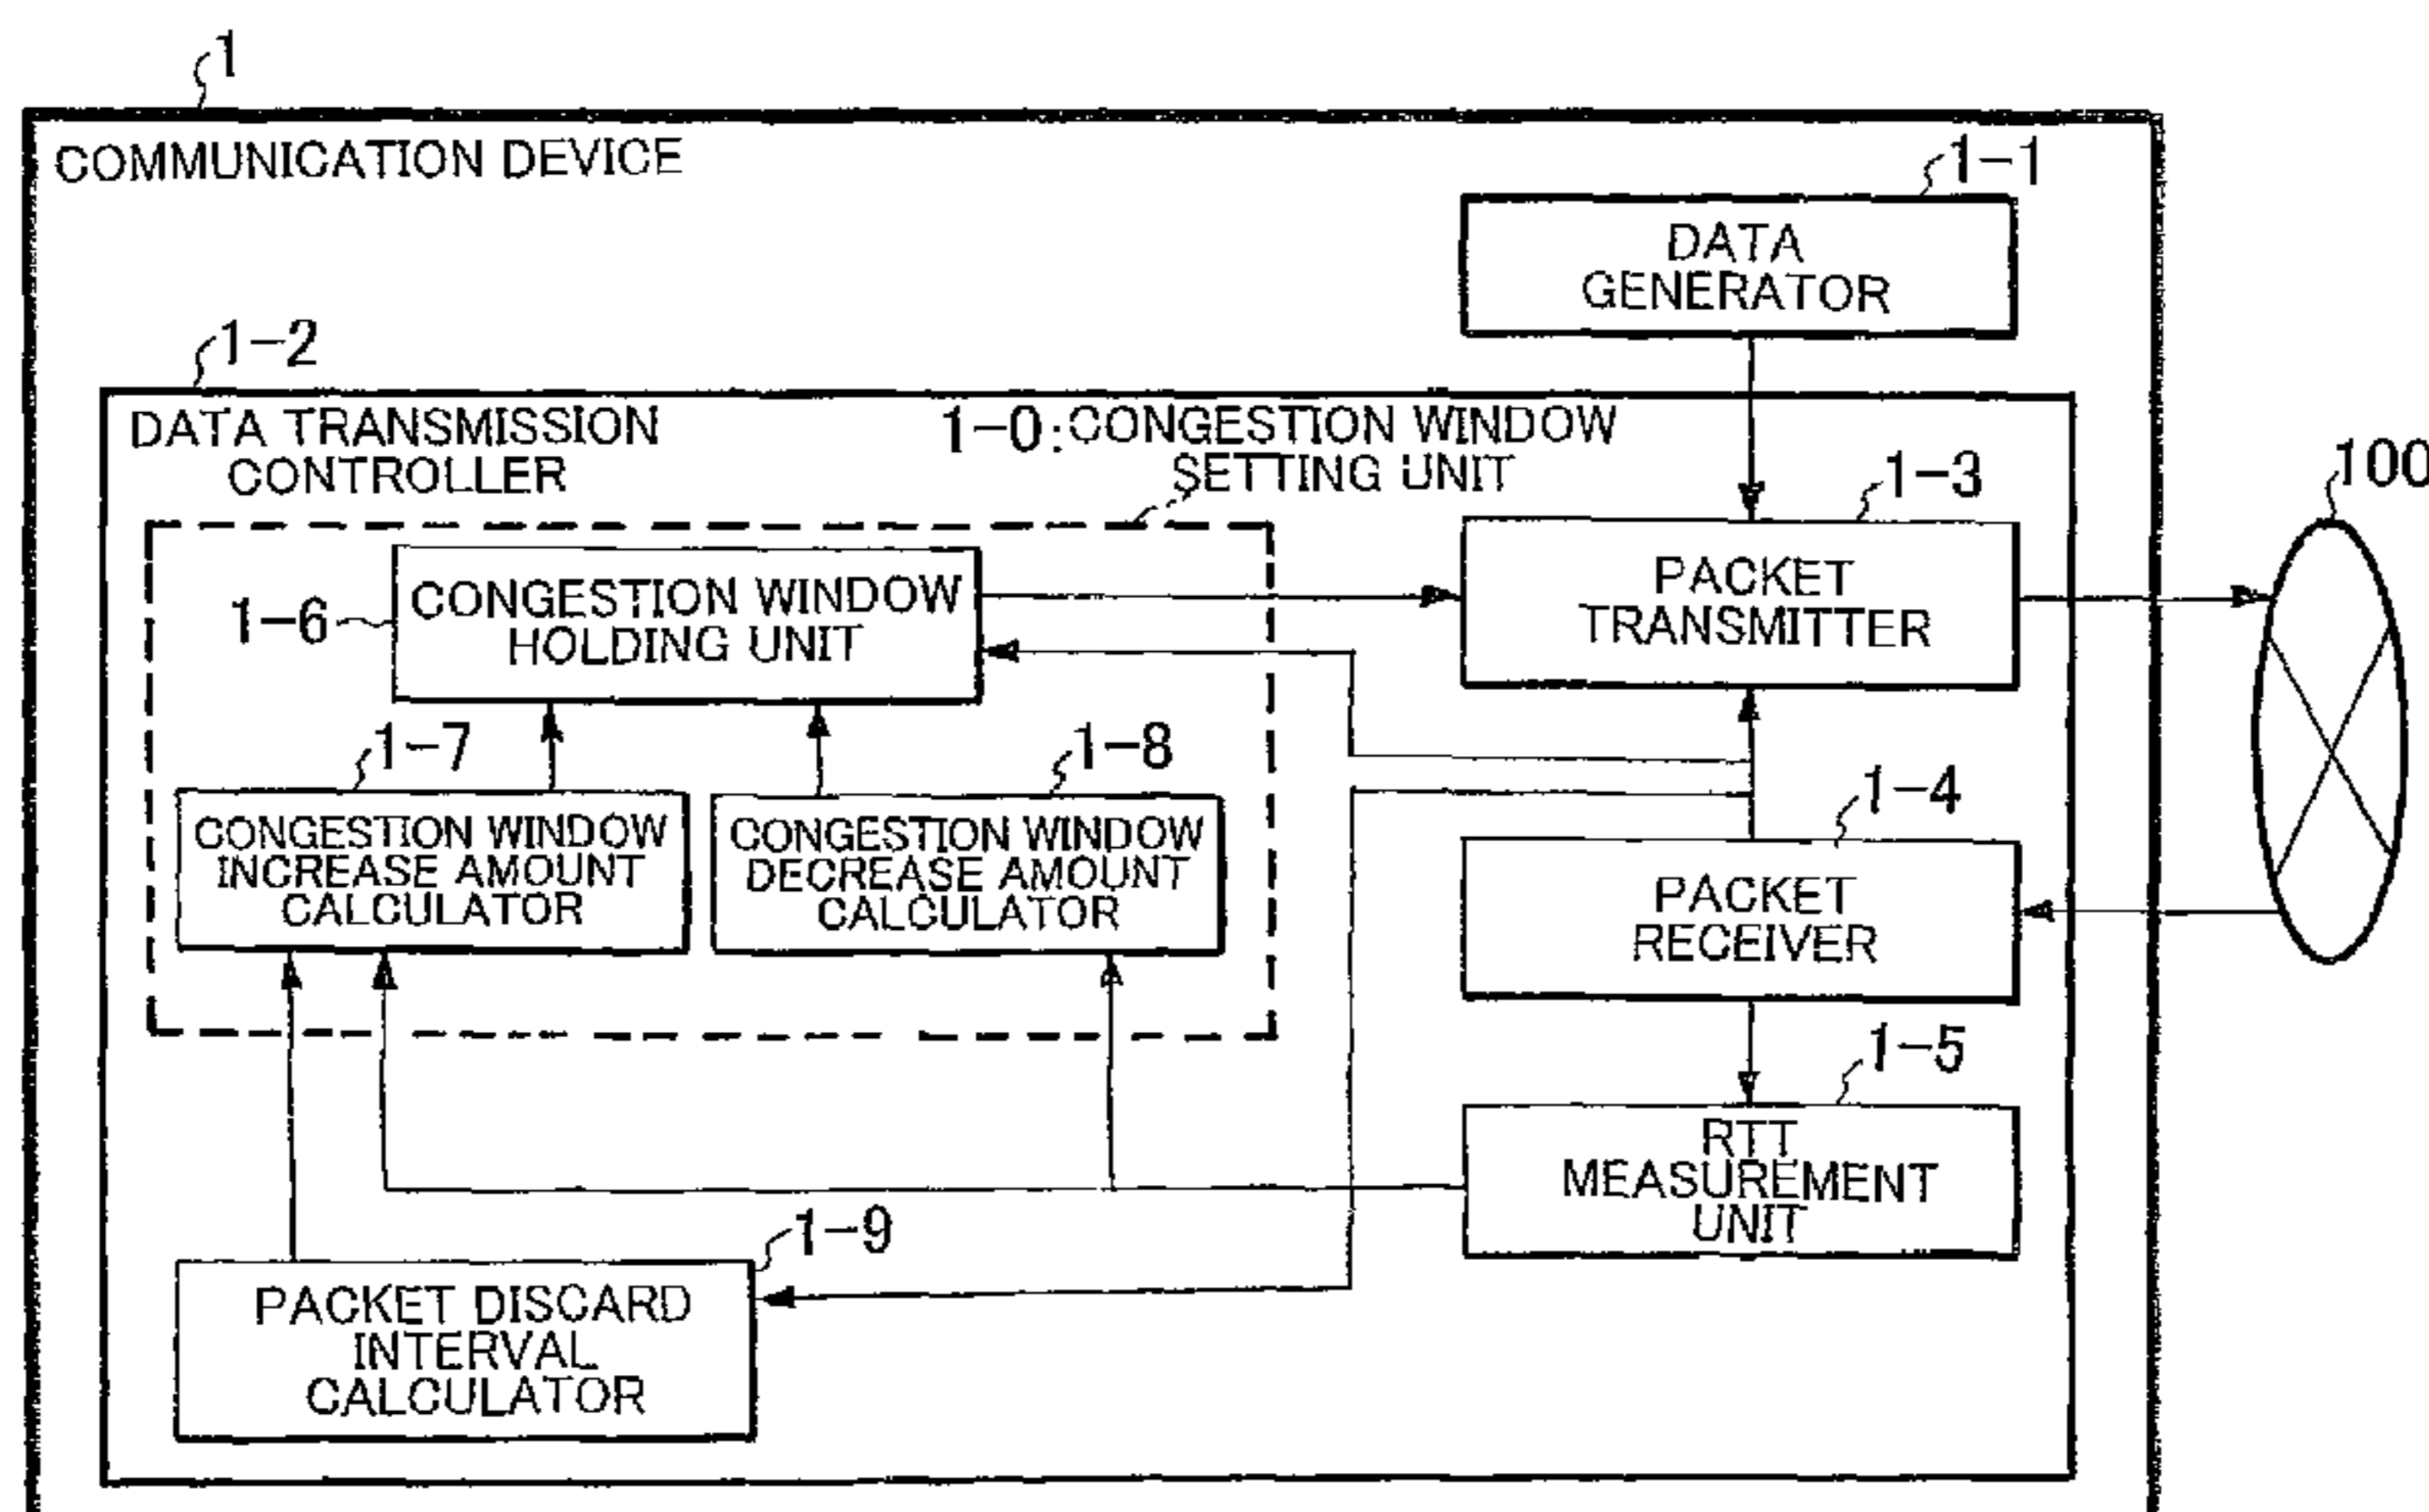 1
COMMUNICATION DEVICE
1-1
DATA
GENERATOR
1-2
DATA TRANSMISSION
CONTROLLER
1-0:CONGESTION WINDOW
SETTING UNIT
1-3
100
PACKET
TRANSMITTER
1-6
CONGESTION WINDOW
HOLDING UNIT
1-7
CONGESTION WINDOW
INCREASE AMOUNT
CALCULATOR
1-8
CONGESTION WINDOW
DECREASE AMOUNT
CALCULATOR
1-4
PACKET
RECEIVER
1-5
RTT
MEASUREMENT
UNIT
1-9
PACKET DISCARD
INTERVAL
CALCULATOR